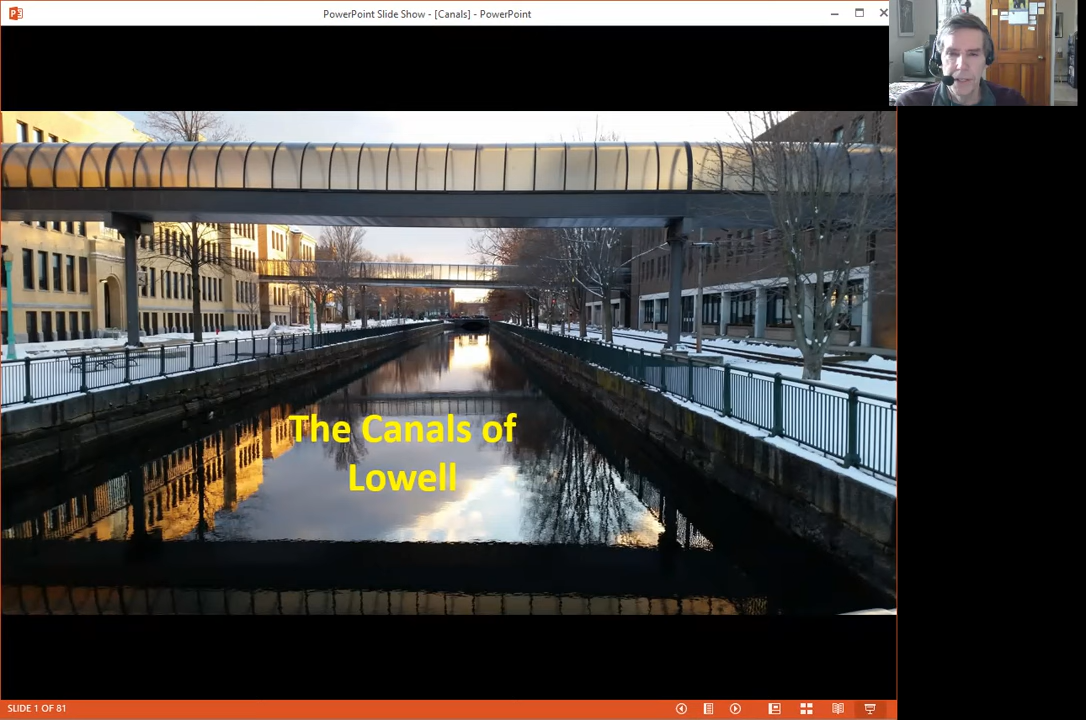 PowerPoint Slide Show - [Canals] - PowerPoint
The Canals of
Lowell
SLIDE 1 OF 81